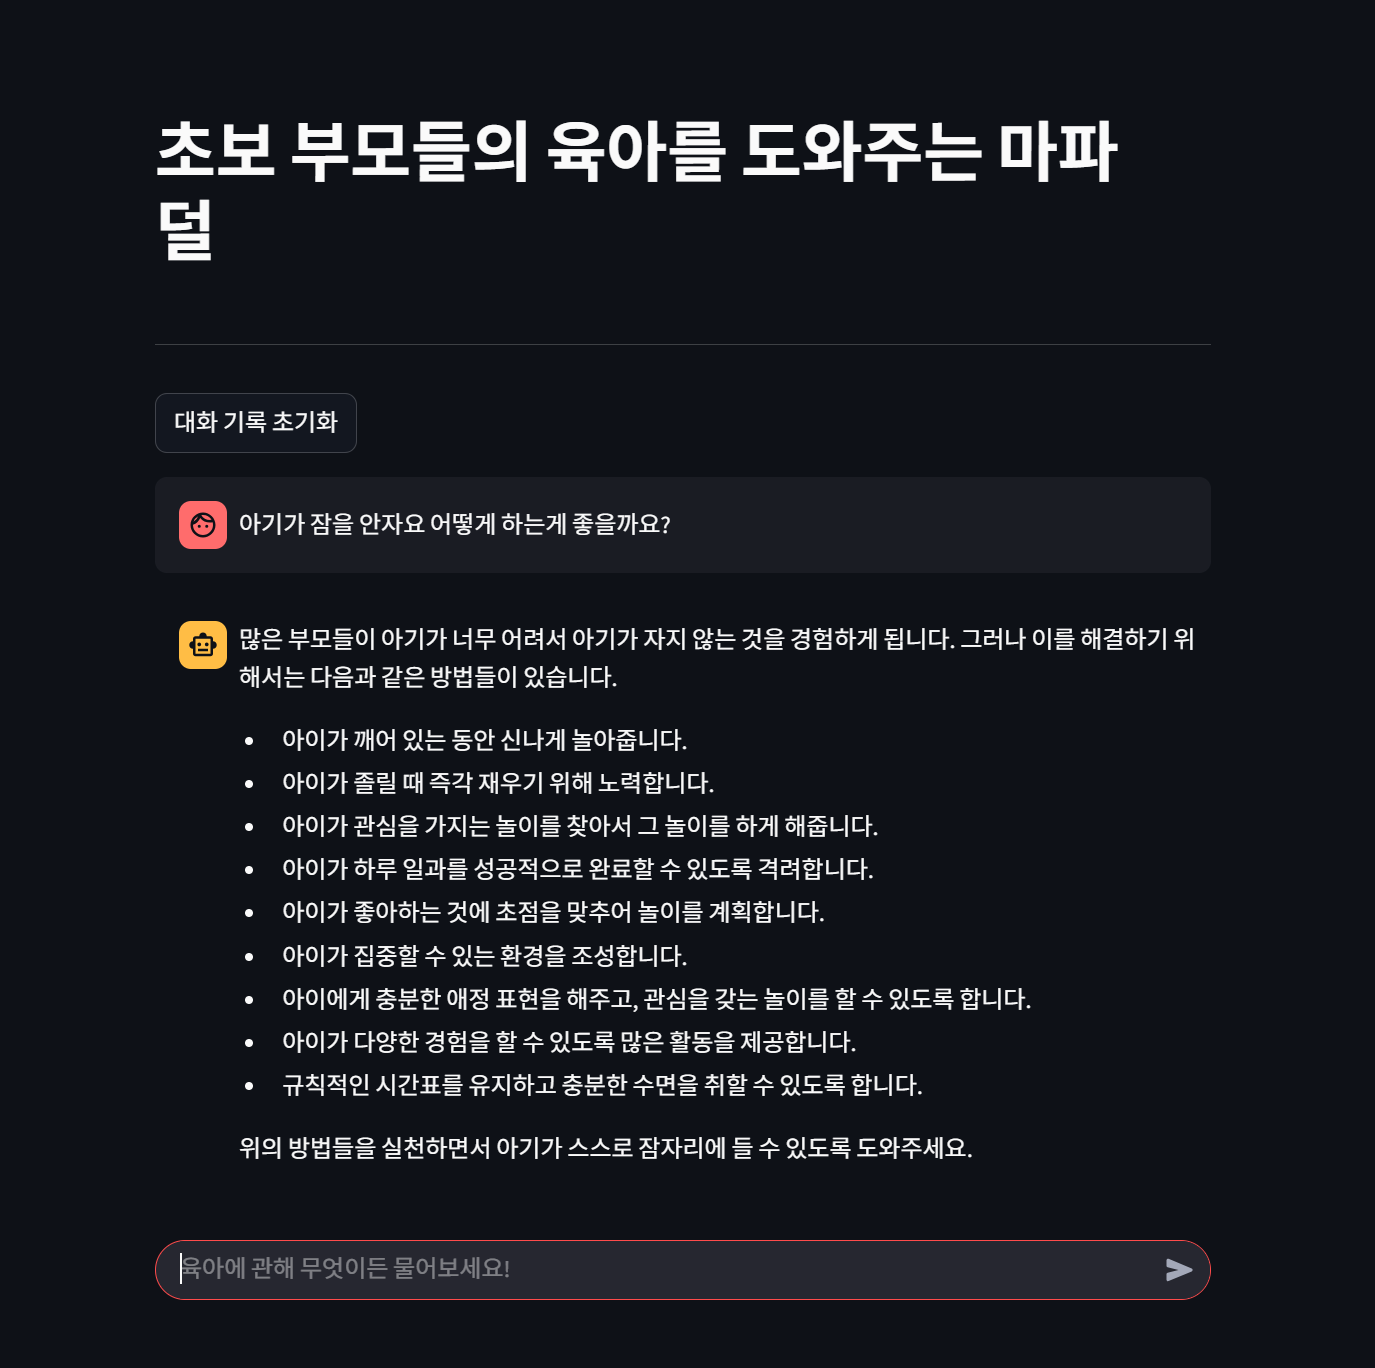 초보 부모들의 육아를 도와주는 마파
덜
대화 기록 초기화
아기가 잠을 안자요 어떻게 하는게 좋을까요?
많은 부모들이 아기가 너무 어려서 아기가 자지 않는 것을 경험하게 됩니다. 그러나 이를 해결하기 위
해서는 다음과 같은 방법들이 있습니다.
• 아이가 깨어 있는 동안 신나게 놀아줍니다.
• 아이가 졸릴 때 즉각 재우기 위해 노력합니다.
• 아이가 관심을 가지는 놀이를 찾아서 그 놀이를 하게 해줍니다.
• 아이가 하루 일과를 성공적으로 완료할 수 있도록 격려합니다.
• 아이가 좋아하는 것에 초점을 맞추어 놀이를 계획합니다.
• 아이가 집중할 수 있는 환경을 조성합니다.
• 아이에게 충분한 애정 표현을 해주고, 관심을 갖는 놀이를 할 수 있도록 합니다.
• 아이가 다양한 경험을 할 수 있도록 많은 활동을 제공합니다.
• 규칙적인 시간표를 유지하고 충분한 수면을 취할 수 있도록 합니다.
위의 방법들을 실천하면서 아기가 스스로 잠자리에 들 수 있도록 도와주세요.
육아에 관해 무엇이든 물어보세요!